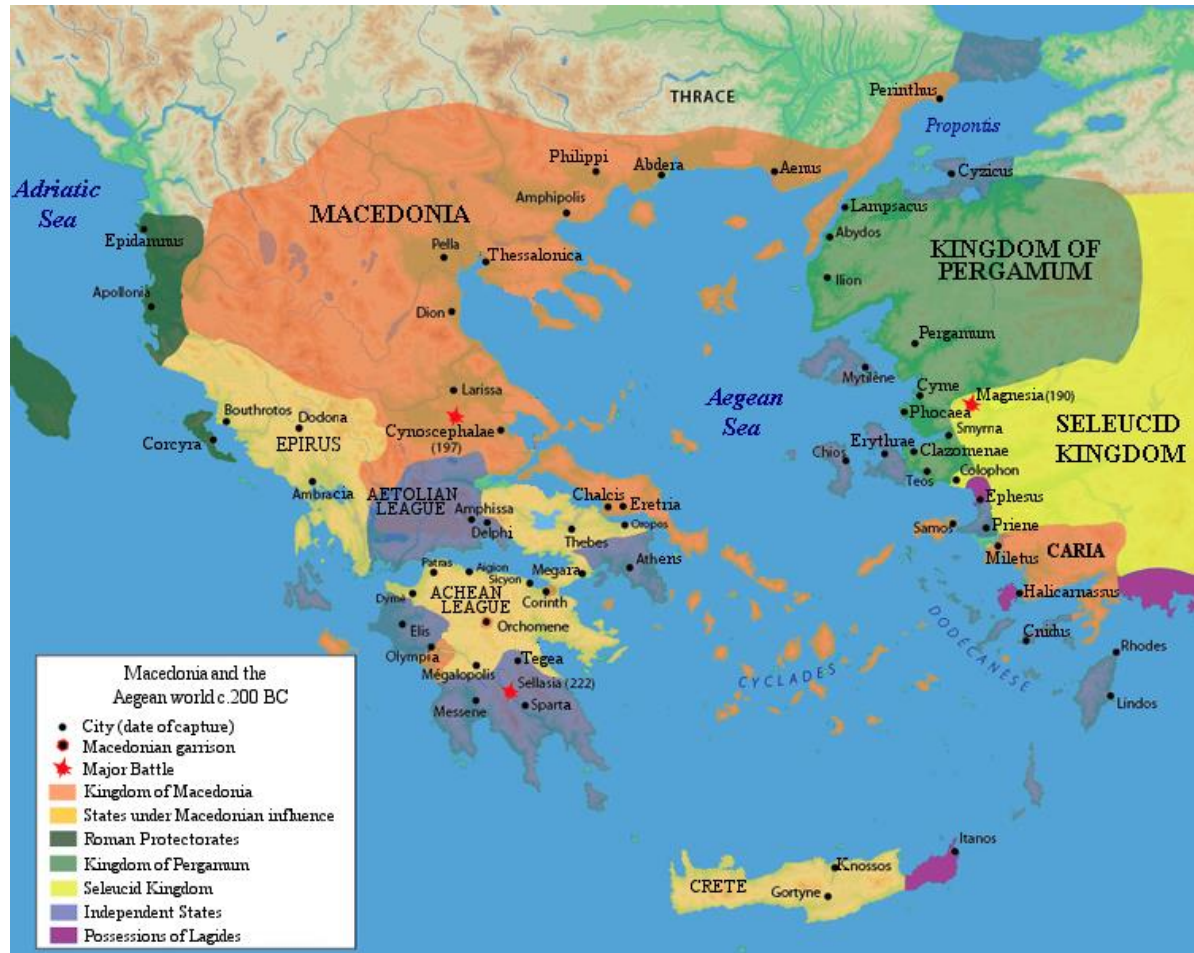 THRACE
Perinthus
Propontis
Adriatic
Sea
Philippi
Abdera
Aenus
Cyzicus
Amphipolis
Lampsacus
MACEDONIA
Epidamnus
Abydos
Pella
Thessalonica
KINGDOM OF
PERGAMUM
Ilion
Apollonia
Dion
Pergamum
Mytilène
Larissa
Cyme
Magnesia (190)
Aegean
Sea
Phocaea
Bouthrotos
Dodona
Cynoscephalae
(197)
Smyrna
SELEUCID
KINGDOM
Corcyra
EPIRUS
Erythrae
Chios
Clazomenae
Teos
Colophon
Ambracia
AETOLIAN
LEAGUE
Chalcis
Eretria
Ephesus
Amphissa
Delphi
Oropos
Samos
Thebes
Priene
Athens
Miletus
CARIA
Patras
Aigion
Sicyon
Megara
Dymè
ACHEAN
LEAGUE
Corinth
Halicarnassus
Elis
Orchomene
Olympia
Cnidus
DODÉCANÈSE
Rhodes
Tegea
Mégalopolis
CYCLADES
Sellasia (222)
Messene
Sparta
Lindos
Itanos
Knossos
CRETE
Gortyne
Macedonia and the
Aegean world c.200 BC
City (date of capture)
Macedonian garrison
Major Battle
Kingdom of Macedonia
States under Macedonian influence
Roman Protectorates
Kingdom of Pergamum
Seleucid Kingdom
Independent States
Possessions of Lagides